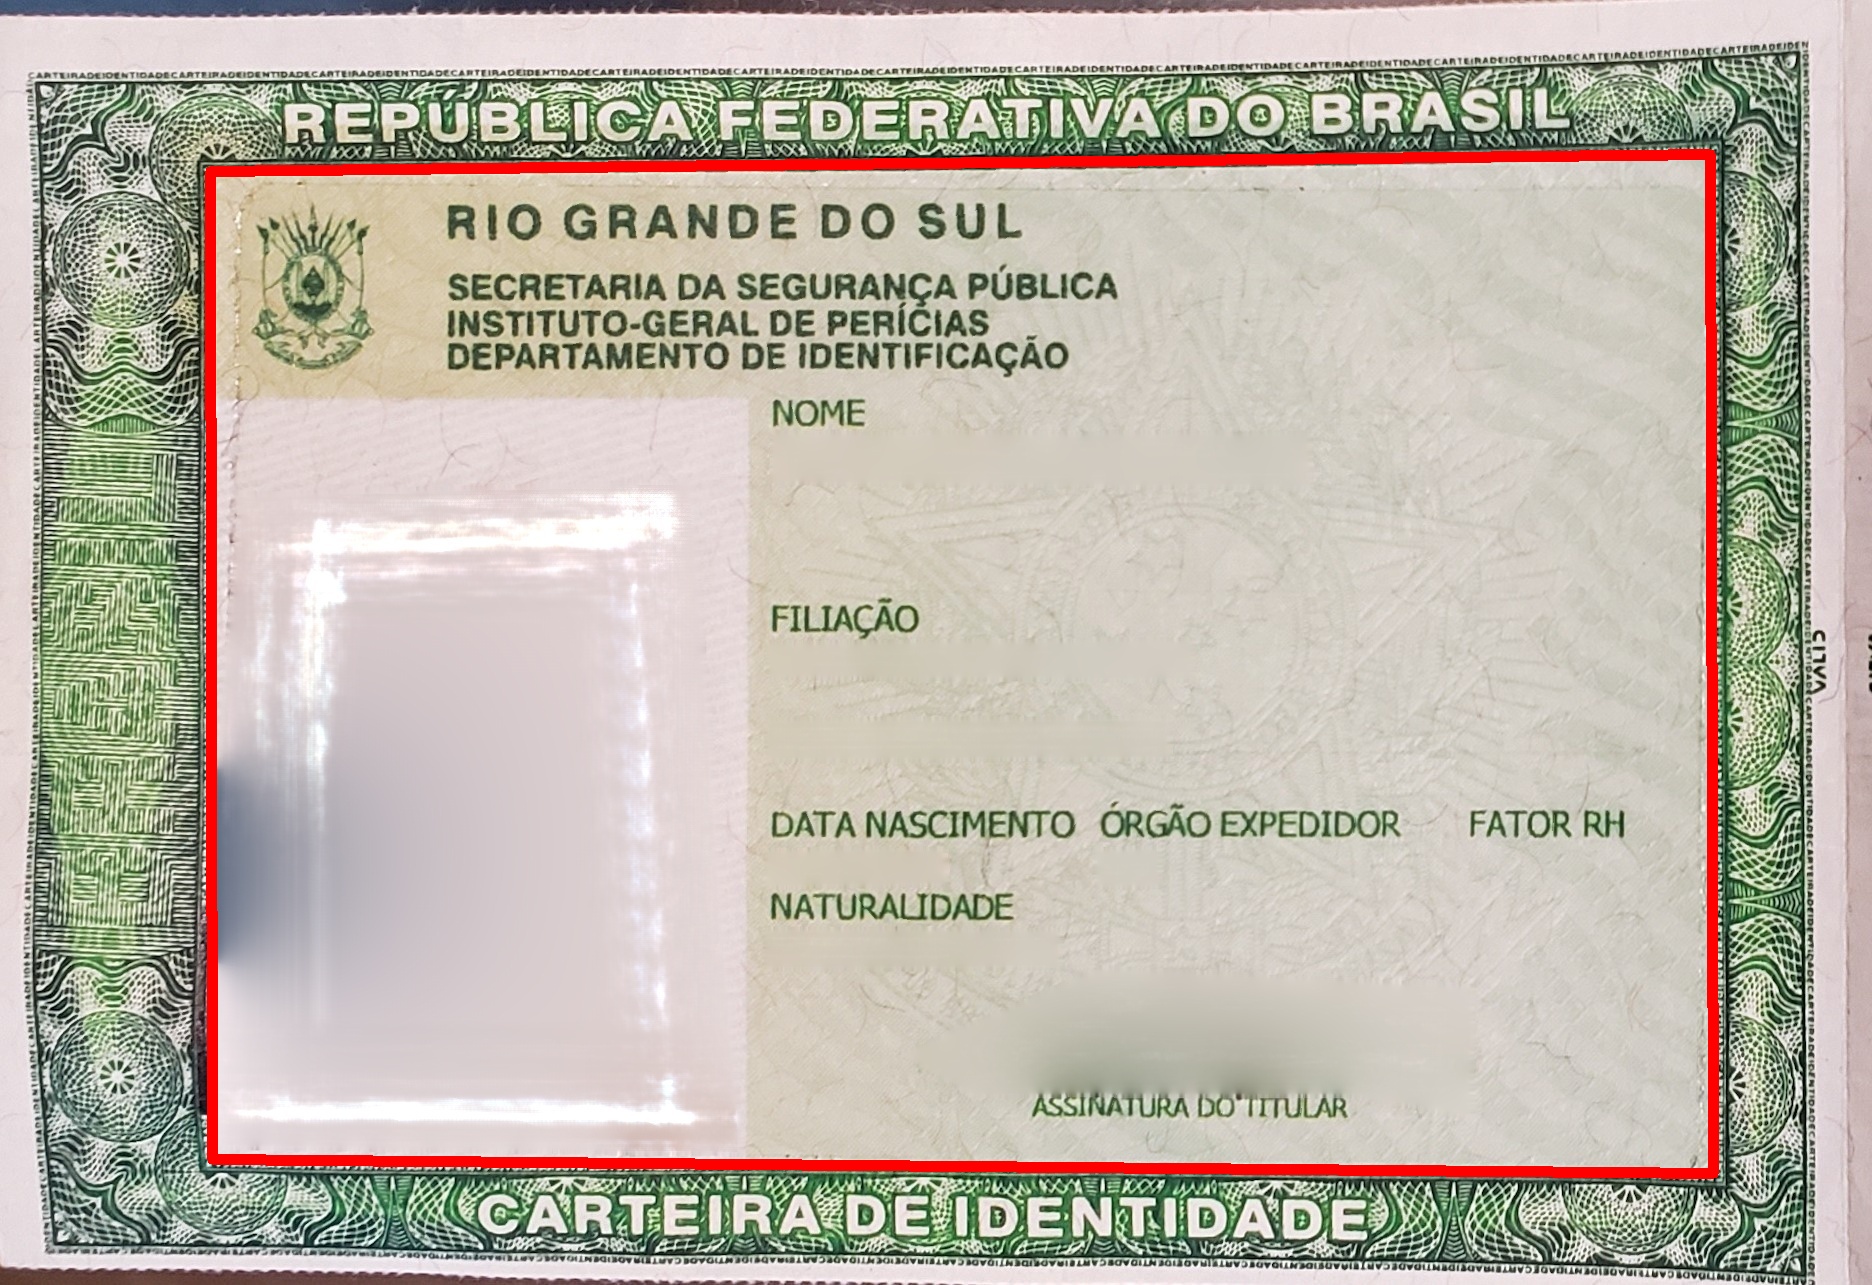 REPÚBLICA FEDERATIVA DO BRASIL
RIO GRANDE DO SUL
SECRETARIA DA SEGURANÇA PÚBLICA
INSTITUTO-GERAL DE PERÍCIAS
DEPARTAMENTO DE IDENTIFICAÇÃO
NOME
FILIAÇÃO
DATA NASCIMENTO ÓRGÃO EXPEDIDOR FATOR RH
NATURALIDADE
ASSINATURA DO TITULAR
CARTEIRA DE IDENTIDADE
BRASIL